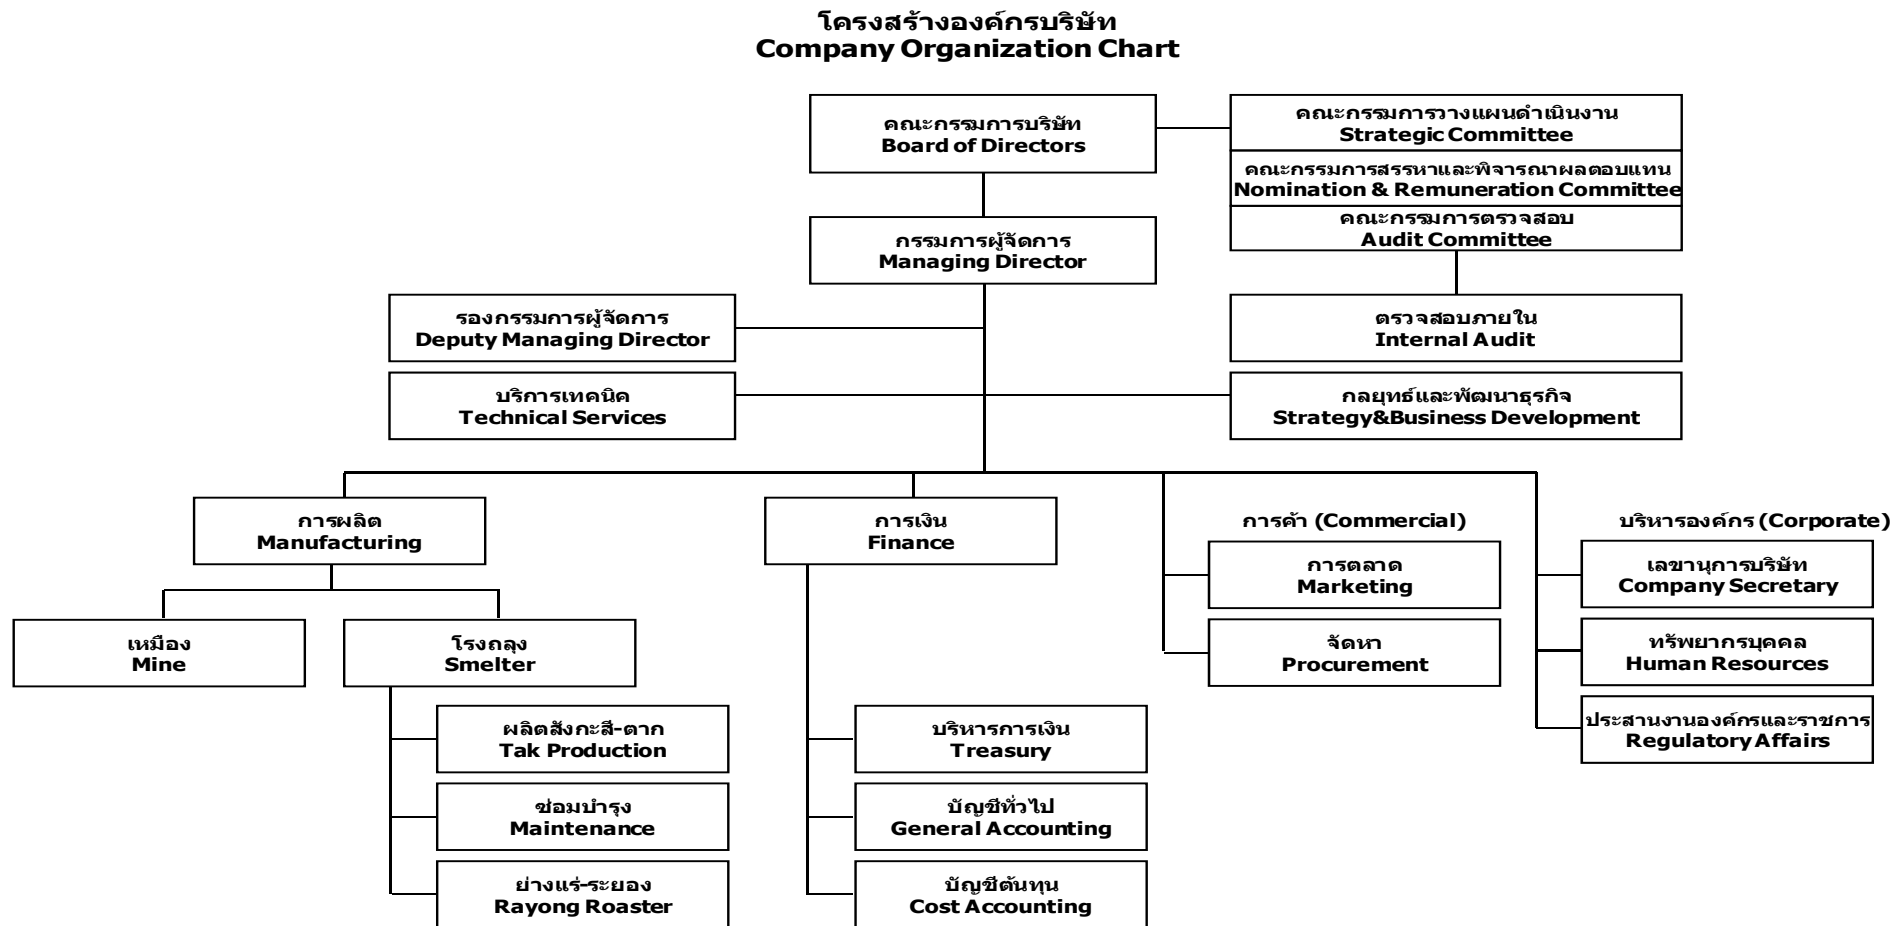 โครงสร้างองค์กรบริษัท
Company Organization Chart
คณะกรรมการบริษัท
Board of Directors
คณะกรรมการวางแผนดำเนินงาน
Strategic Committee
คณะกรรมการสรรหาและพิจารณาผลตอบแทน
Nomination & Remuneration Committee
คณะกรรมการตรวจสอบ
Audit Committee
กรรมการผู้จัดการ
Managing Director
รองกรรมการผู้จัดการ
Deputy Managing Director
ตรวจสอบภายใน
Internal Audit
บริการเทคนิค
Technical Services
กลยุทธ์และพัฒนาธุรกิจ
Strategy&Business Development
การผลิต
Manufacturing
การเงิน
Finance
การค้า (Commercial)
บริหารองค์กร (Corporate)
การตลาด
Marketing
เลขานุการบริษัท
Company Secretary
เหมือง
Mine
โรงถลุง
Smelter
จัดหา
Procurement
ทรัพยากรบุคคล
Human Resources
ผลิตสังกะสี-ตาก
Tak Production
บริหารการเงิน
Treasury
ประสานงานองค์กรและราชการ
Regulatory Affairs
ซ่อมบำรุง
Maintenance
บัญชีทั่วไป
General Accounting
ย่างแร่-ระยอง
Rayong Roaster
บัญชีต้นทุน
Cost Accounting